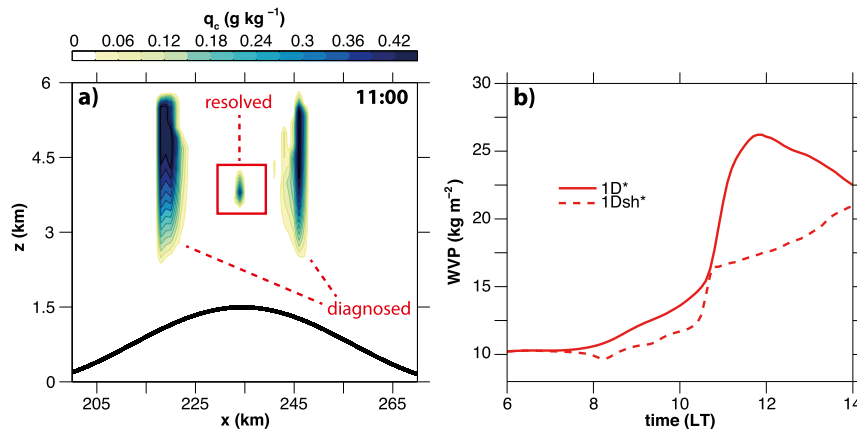 q_c (g kg⁻¹)
0 0.06 0.12 0.18 0.24 0.3 0.36 0.42
a)
11:00
resolved
diagnosed
6
4.5
3
1.5
0
z (km)
205 225 245 265
x (km)
b)
30
25
20
15
10
WVP (kg m⁻²)
1D*
1Dsh*
6 8 10 12 14
time (LT)